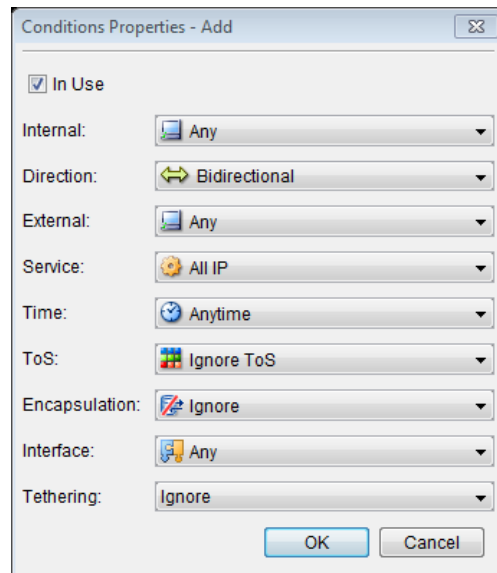 Conditions Properties - Add
In Use
Internal: Any
Direction: Bidirectional
External: Any
Service: All IP
Time: Anytime
ToS: Ignore ToS
Encapsulation: Ignore
Interface: Any
Tethering: Ignore
OK Cancel